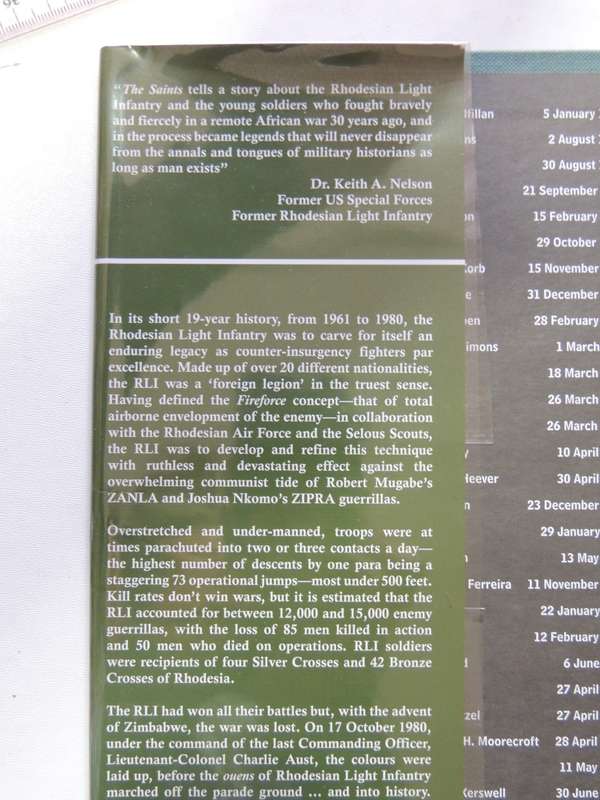 “The Saints tells a story about the Rhodesian Light
Infantry and the young soldiers who fought bravely
and fiercely in a remote African war 30 years ago, and
in the process became legends that will never disappear
from the annals and tongues of military historians as
long as man exists”
Dr. Keith A. Nelson
Former US Special Forces
Former Rhodesian Light Infantry
In its short 19-year history, from 1961 to 1980, the
Rhodesian Light Infantry was to carve for itself an
enduring legacy as counter-insurgency fighters par
excellence. Made up of over 20 different nationalities,
the RLI was a ‘foreign legion’ in the truest sense.
Having defined the Fireforce concept—that of total
airborne envelopment of the enemy—in collaboration
with the Rhodesian Air Force and the Selous Scouts,
the RLI was to develop and refine this technique
with ruthless and devastating effect against the
overwhelming communist tide of Robert Mugabe’s
ZANLA and Joshua Nkomo’s ZIPRA guerrillas.
Overstretched and under-manned, troops were at
times parachuted into two or three contacts a day—
the highest number of descents by one para being a
staggering 73 operational jumps—most under 500 feet.
Kill rates don’t win wars, but it is estimated that the
RLI accounted for between 12,000 and 15,000 enemy
guerrillas, with the loss of 85 men killed in action
and 50 men who died on operations. RLI soldiers
were recipients of four Silver Crosses and 42 Bronze
Crosses of Rhodesia.
The RLI had won all their battles but, with the advent
of Zimbabwe, the war was lost. On 17 October 1980,
under the command of the last Commanding Officer,
Lieutenant-Colonel Charlie Aust, the colours were
laid up, before the ouens of Rhodesian Light Infantry
marched off the parade ground ... and into history.
5 January
2 August
30 August
21 September
15 February
29 October
15 November
31 December
28 February
1 March
18 March
26 March
26 March
10 April
Heever 30 April
23 December
29 January
13 May
Ferreira 11 November
22 January
12 February
6 June
27 April
27 April
H. Moorecroft 28 April
11 May
Kerswell 30 June